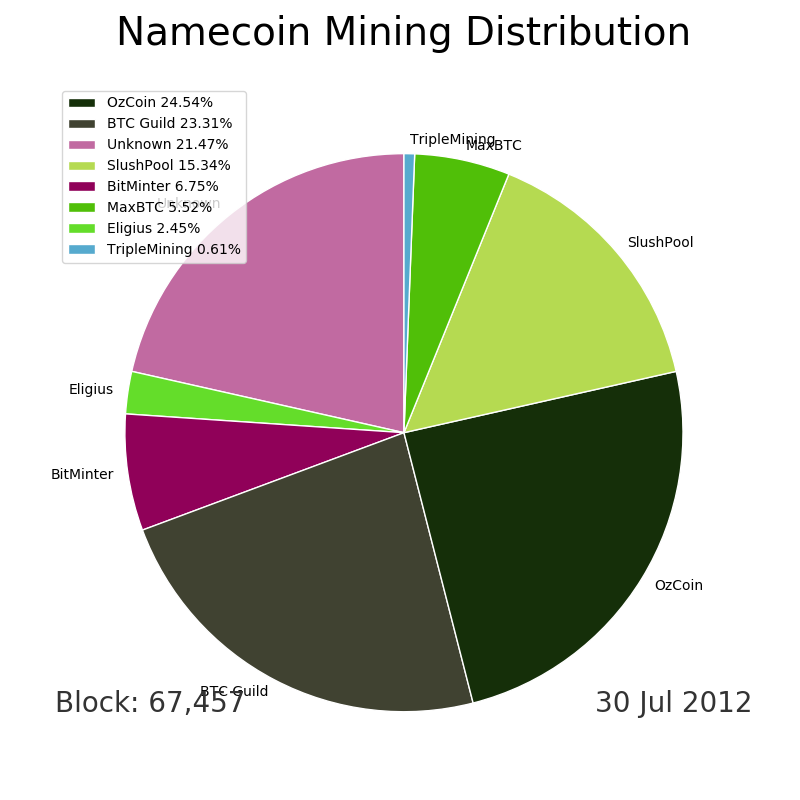 Namecoin Mining Distribution
OzCoin 24.54%
BTC Guild 23.31%
Unknown 21.47%
SlushPool 15.34%
BitMinter 6.75%
MaxBTC 5.52%
Eligius 2.45%
TripleMining 0.61%
TripleMining
MaxBTC
Unknown
SlushPool
Eligius
BitMinter
OzCoin
BTC Guild
Block: 67,457
30 Jul 2012